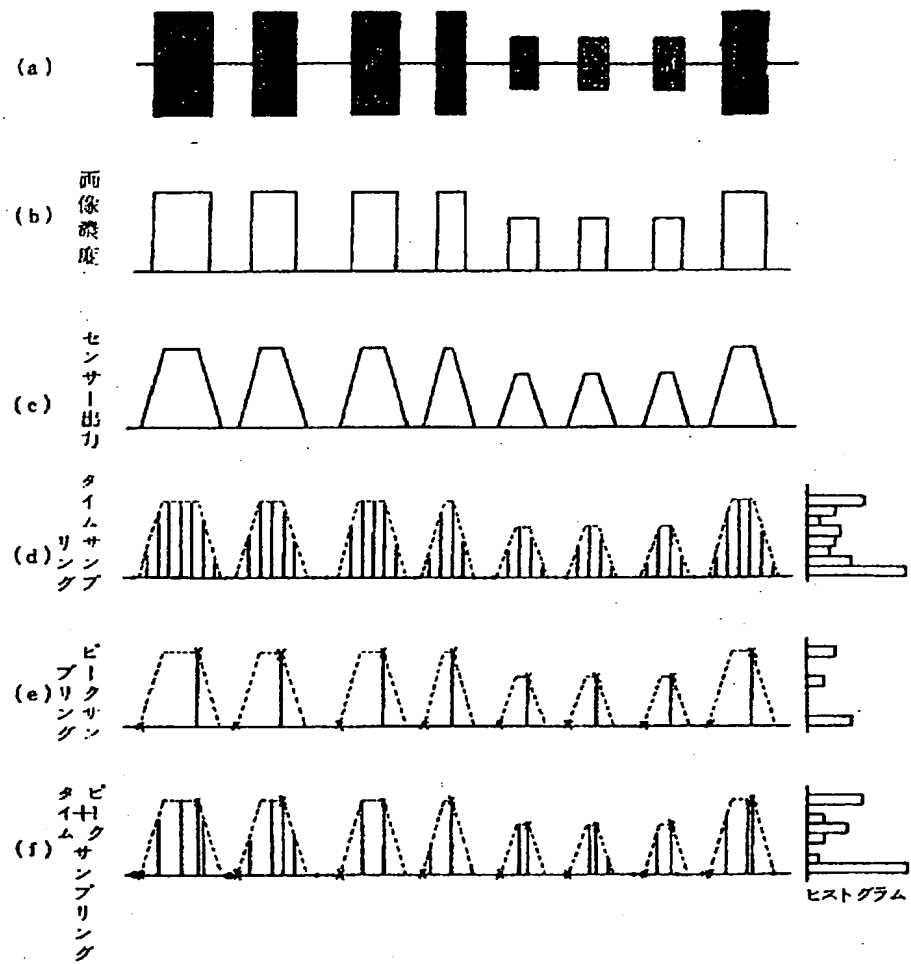 (a)
(b) 画像濃度
(c) センサー出力
(d) タイムサンプリング
(e) ピークサンプリング
(f) ピーク+タイムサンプリング
ヒストグラム